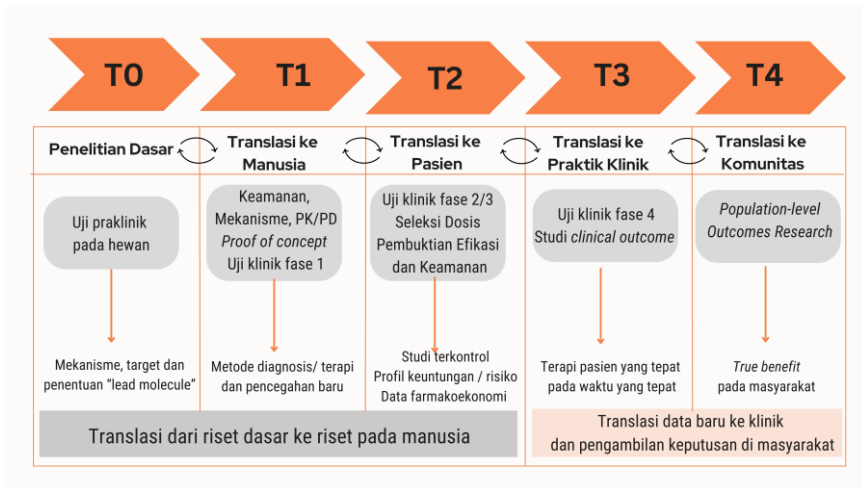 T0
T1
T2
T3
T4
Penelitian Dasar
Translasi ke
Manusia
Translasi ke
Pasien
Translasi ke
Praktik Klinik
Translasi ke
Komunitas
Uji praklinik
pada hewan
Keamanan,
Mekanisme, PK/PD
Proof of concept
Uji klinik fase 1
Uji klinik fase 2/3
Seleksi Dosis
Pembuktian Efikasi
dan Keamanan
Uji klinik fase 4
Studi clinical outcome
Population-level
Outcomes Research
Mekanisme, target dan
penentuan “lead molecule”
Metode diagnosis/ terapi
dan pencegahan baru
Studi terkontrol
Profil keuntungan / risiko
Data farmakoekonomi
Terapi pasien yang tepat
pada waktu yang tepat
True benefit
pada masyarakat
Translasi dari riset dasar ke riset pada manusia
Translasi data baru ke klinik
dan pengambilan keputusan di masyarakat